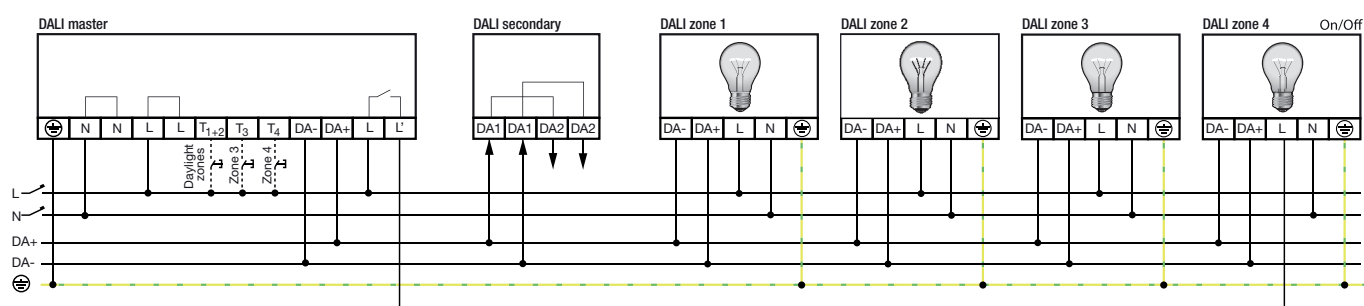 DALI master
DALI secondary
DALI zone 1
DALI zone 2
DALI zone 3
DALI zone 4 On/Off
N N L L T1+2 T3 T4 DA- DA+ L L'
DA1 DA1 DA2 DA2
DA- DA+ L N
DA- DA+ L N
DA- DA+ L N
DA- DA+ L N
Daylight
zones
Zone 3
Zone 4
L
N
DA+
DA-